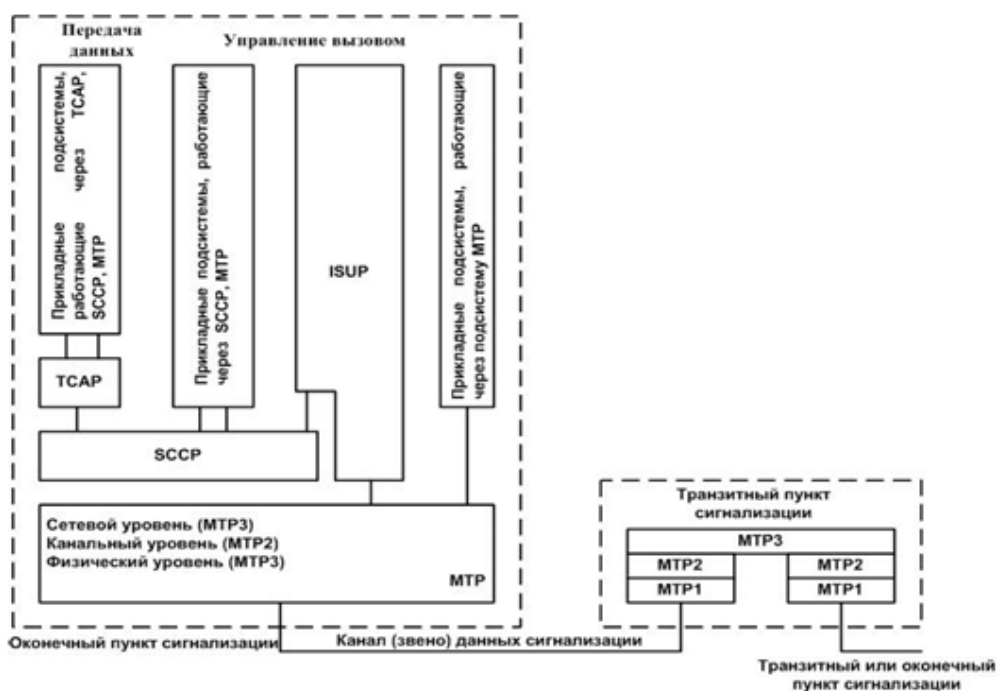 Передача
данных
Управление вызовом
Прикладные подсистемы,
работающие через TCAP,
SCCP, MTP
Прикладные подсистемы, работающие
через SCCP, MTP
ISUP
Прикладные подсистемы, работающие
через подсистему MTP
TCAP
SCCP
Сетевой уровень (MTP3)
Канальный уровень (MTP2)
Физический уровень (MTP3)
MTP
Оконечный пункт сигнализации
Канал (звено) данных сигнализации
Транзитный пункт
сигнализации
MTP3
MTP2
MTP2
MTP1
MTP1
Транзитный или оконечный
пункт сигнализации